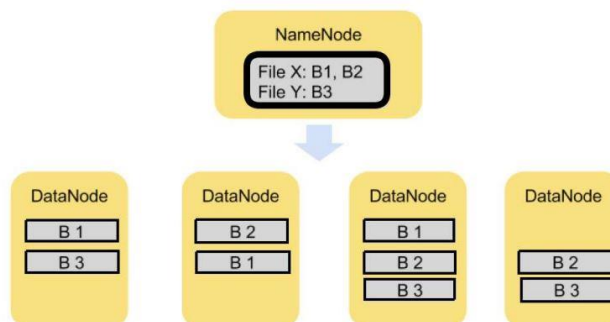 NameNode
File X: B1, B2
File Y: B3
DataNode
B 1
B 3
DataNode
B 2
B 1
DataNode
B 1
B 2
B 3
DataNode
B 2
B 3